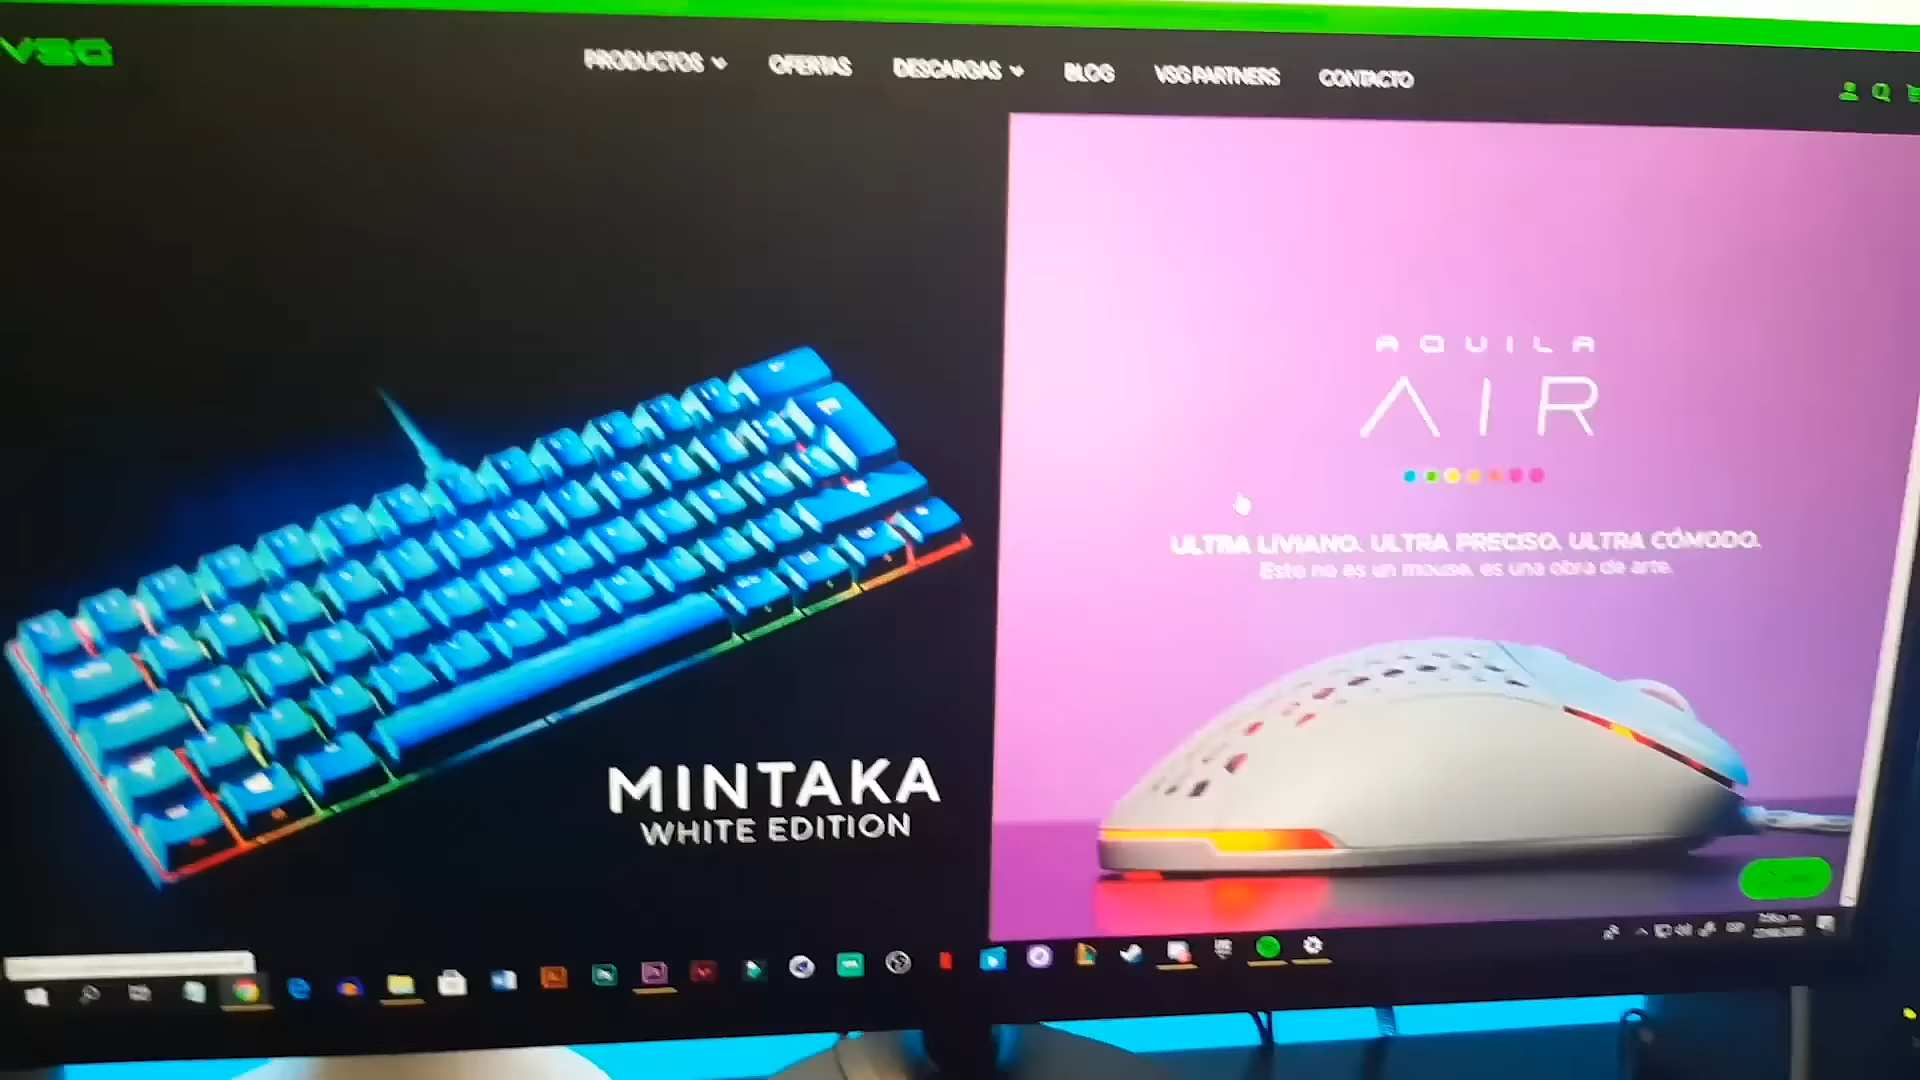 VSG
PRODUCTOS OFERTAS DESCARGAS BLOG VSG PARTNERS CONTACTO
AQUILA
AIR
ULTRA LIVIANO. ULTRA PRECISO. ULTRA CÓMODO.
Este no es un mouse, es una obra de arte.
MINTAKA
WHITE EDITION